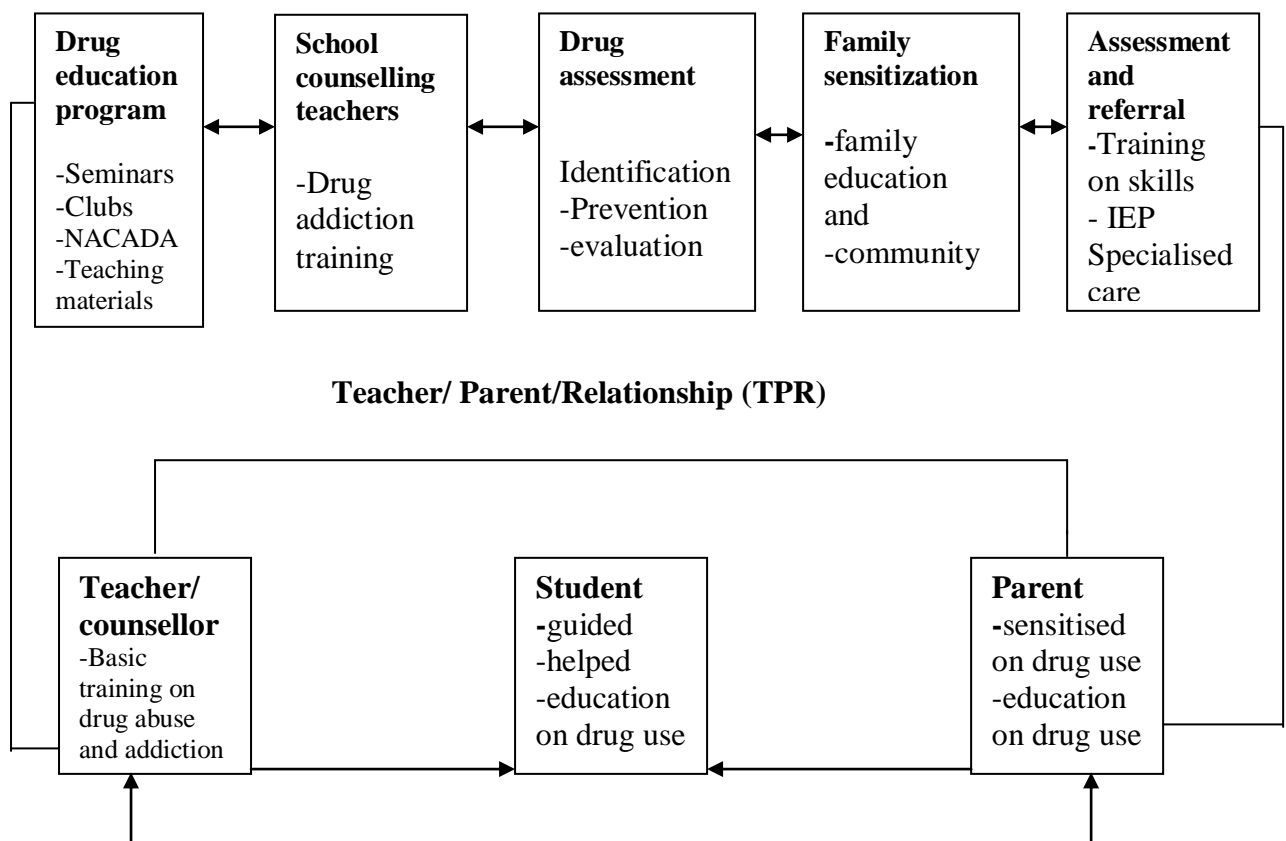 Drug
education
program
-Seminars
-Clubs
-NACADA
-Teaching
materials
School
counselling
teachers
-Drug
addiction
training
Drug
assessment
Identification
-Prevention
-evaluation
Family
sensitization
-family
education
and
-community
Assessment
and
referral
-Training
on skills
- IEP
Specialised
care
Teacher/ Parent/Relationship (TPR)
Teacher/
counsellor
-Basic
training on
drug abuse
and addiction
Student
-guided
-helped
-education
on drug use
Parent
-sensitised
on drug use
-education
on drug use